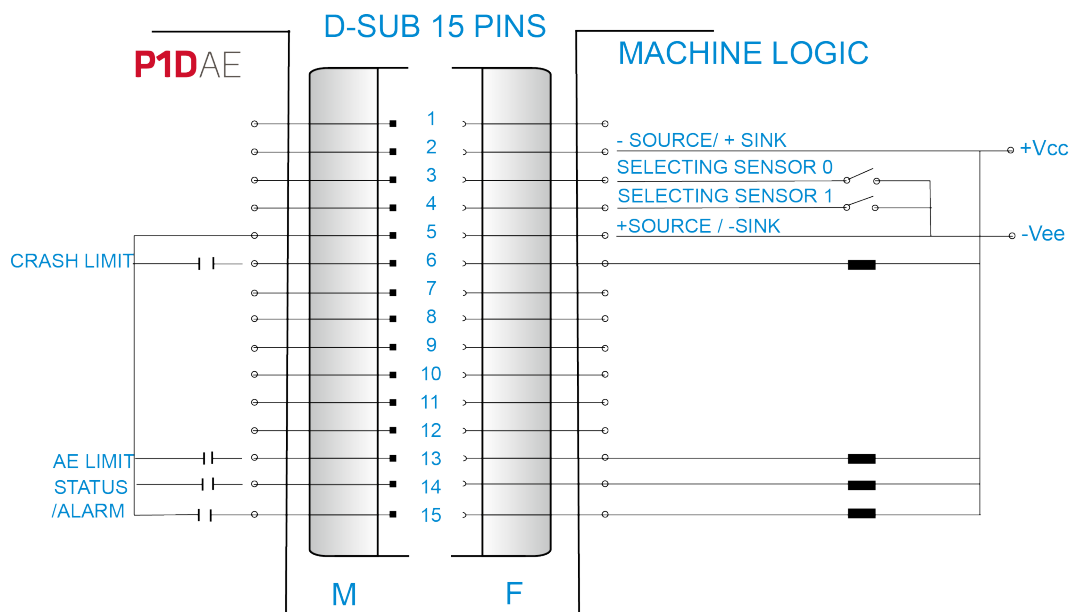 D-SUB 15 PINS
P1DAE
MACHINE LOGIC
1
2
- SOURCE/ + SINK
+Vcc
3
SELECTING SENSOR 0
4
SELECTING SENSOR 1
5
+SOURCE / -SINK
-Vee
CRASH LIMIT
6
7
8
9
10
11
12
AE LIMIT
13
STATUS
14
/ALARM
15
M
F